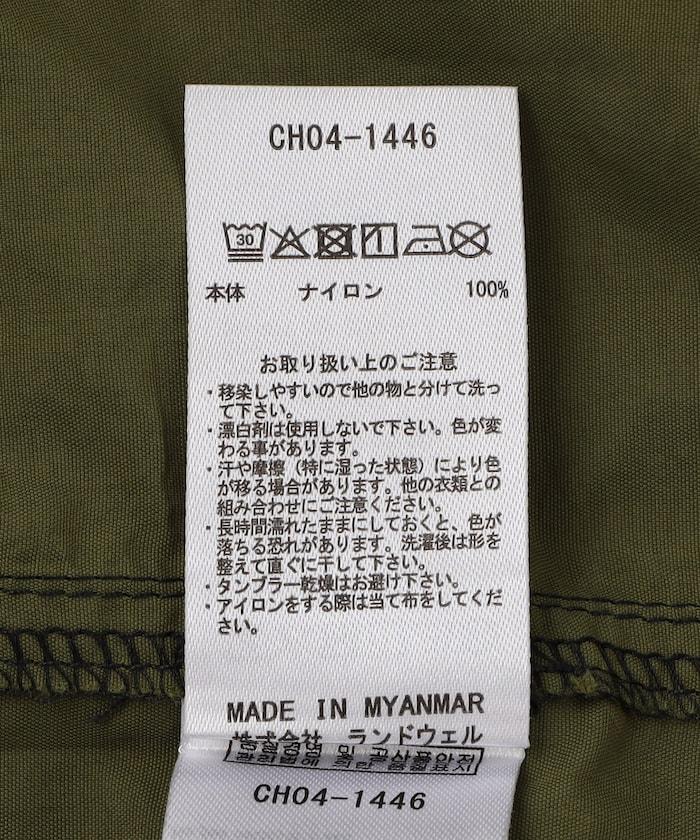 CH04-1446
30
本体 ナイロン 100%
お取り扱い上のご注意
・移染しやすいので他の物と分けて洗っ
て下さい。
・漂白剤は使用しないで下さい。色が変
わる事があります。
・汗や摩擦（特に湿った状態）により色
が移る場合があります。他の衣類との
組み合わせにご注意ください。
・長時間濡れたままにしておくと、色が
落ちる恐れがあります。洗濯後は形を
整えて直ぐに干して下さい。
・タンブラー乾燥はお避け下さい。
・アイロンをする際は当て布をしてくだ
さい。
MADE IN MYANMAR
株式会社 ランドウェル
관리법에 의한 품질표시
CH04-1446